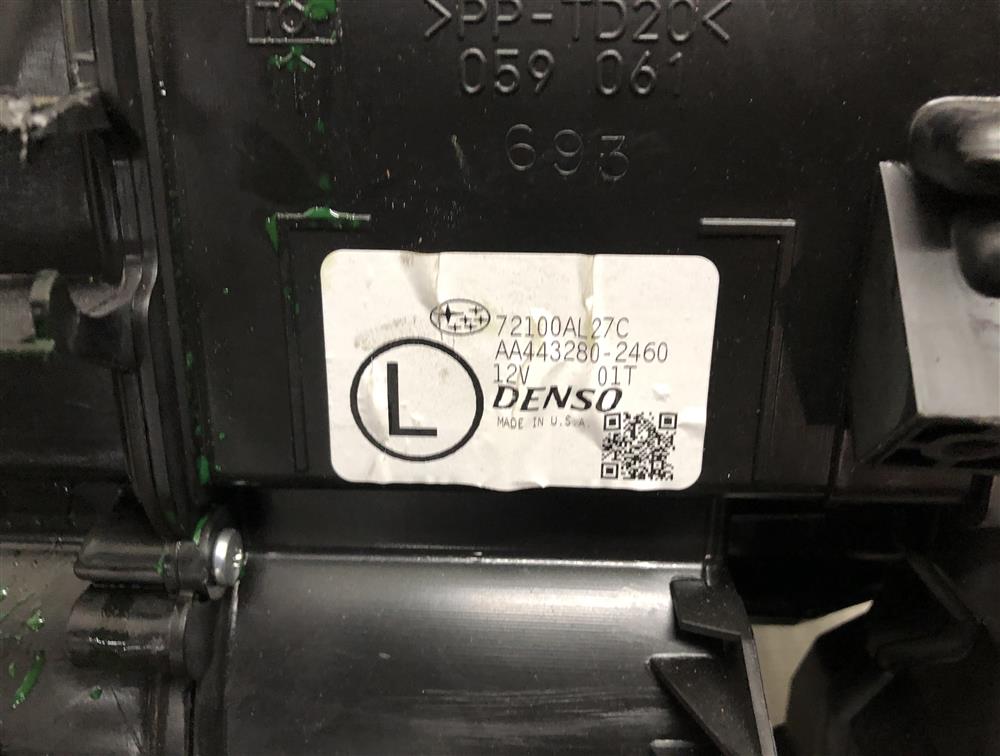 >PP-TD20<
059 061
693
72100AL27C
AA443280-2460
12V 01T
L
DENSO
MADE IN U.S.A.